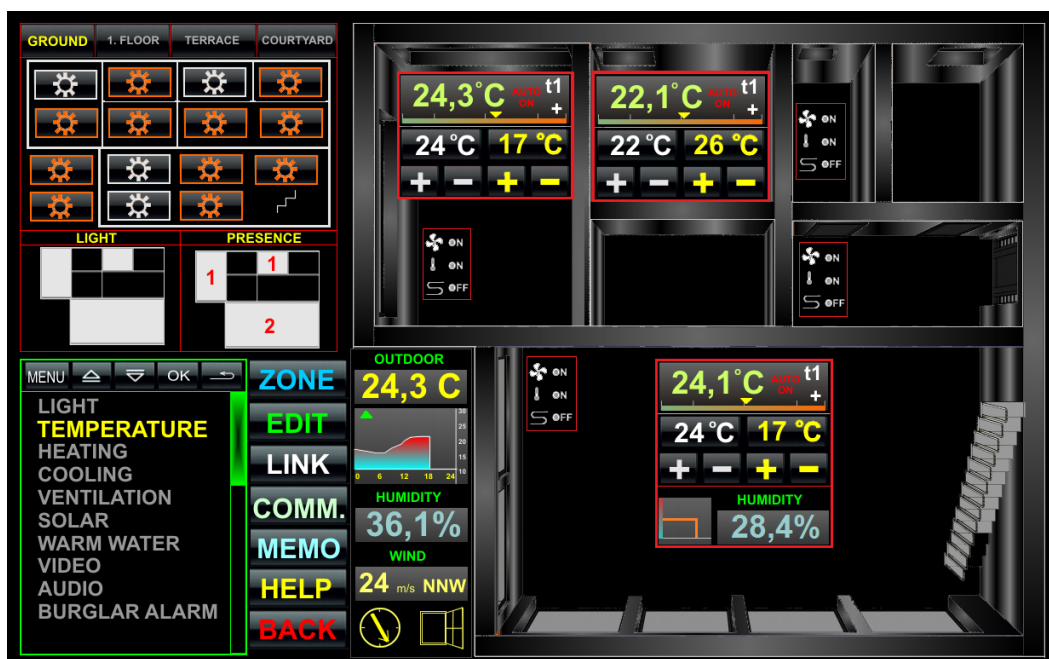 GROUND 1. FLOOR TERRACE COURTYARD
LIGHT PRESENCE
1 1
2
MENU OK
LIGHT
TEMPERATURE
HEATING
COOLING
VENTILATION
SOLAR
WARM WATER
VIDEO
AUDIO
BURGLAR ALARM
ZONE
EDIT
LINK
COMM.
MEMO
HELP
BACK
OUTDOOR
24,3 C
30
25
20
15
10
0 6 12 18 24
HUMIDITY
36,1%
WIND
24 m/s NNW
24,3°C AUTO ON t1 +
24°C 17°C
+ − + −
22,1°C AUTO ON t1 +
22°C 26°C
+ − + −
ON
ON
OFF
ON
ON
OFF
ON
ON
OFF
ON
ON
OFF
24,1°C AUTO ON t1 +
24°C 17°C
+ − + −
HUMIDITY
28,4%